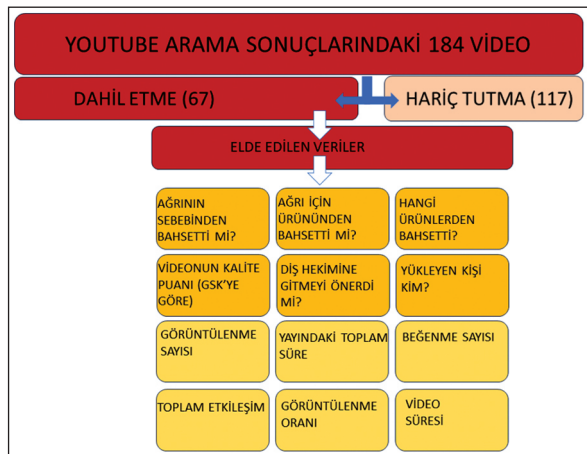 YOUTUBE ARAMA SONUÇLARINDAKİ 184 VİDEO
DAHİL ETME (67)
HARİÇ TUTMA (117)
ELDE EDİLEN VERİLER
AĞRININ
SEBEBİNDEN
BAHSETTİ Mİ?
AĞRI İÇİN
ÜRÜNÜNDEN
BAHSETTİ Mİ?
HANGİ
ÜRÜNLERDEN
BAHSETTİ?
VİDEONUN KALİTE
PUANI (GSK'YE
GÖRE)
DİŞ HEKİMİNE
GİTMEYİ ÖNERDİ
Mİ?
YÜKLEYEN KİŞİ
KİM?
GÖRÜNTÜLENME
SAYISI
YAYINDAKİ TOPLAM
SÜRE
BEĞENME SAYISI
TOPLAM ETKİLEŞİM
GÖRÜNTÜLENME
ORANI
VİDEO
SÜRESİ